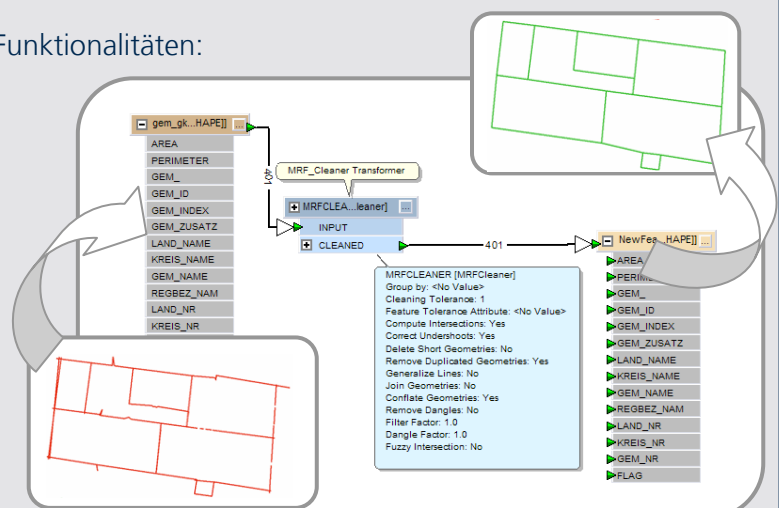 Funktionalitäten:
gem_gk...HAPE]]
AREA
PERIMETER
GEM_
GEM_ID
GEM_INDEX
GEM_ZUSATZ
LAND_NAME
KREIS_NAME
GEM_NAME
REGBEZ_NAM
LAND_NR
KREIS_NR
401
MRF_Cleaner Transformer
MRFCLEA...leaner]
INPUT
CLEANED
401
MRFCLEANER [MRFCleaner]
Group by: <No Value>
Cleaning Tolerance: 1
Feature Tolerance Attribute: <No Value>
Compute Intersections: Yes
Correct Undershoots: Yes
Delete Short Geometries: No
Remove Duplicated Geometries: Yes
Generalize Lines: No
Join Geometries: No
Conflate Geometries: Yes
Remove Dangles: No
Filter Factor: 1.0
Dangle Factor: 1.0
Fuzzy Intersection: No
NewFea...HAPE]]
AREA
GEM_
GEM_ID
GEM_INDEX
GEM_ZUSATZ
LAND_NAME
KREIS_NAME
GEM_NAME
REGBEZ_NAM
LAND_NR
KREIS_NR
GEM_NR
FLAG